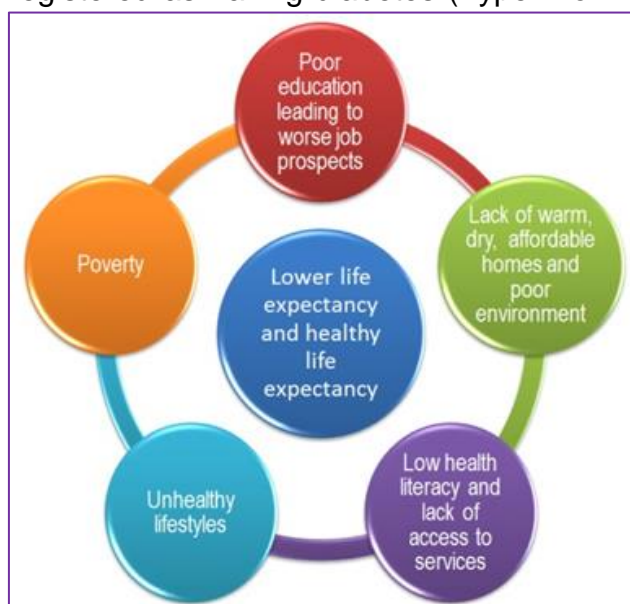 Poor
education
leading to
worse job
prospects
Lack of warm,
dry, affordable
homes and
poor
environment
Low health
literacy and
lack of
access to
services
Unhealthy
lifestyles
Poverty
Lower life
expectancy
and healthy
life
expectancy